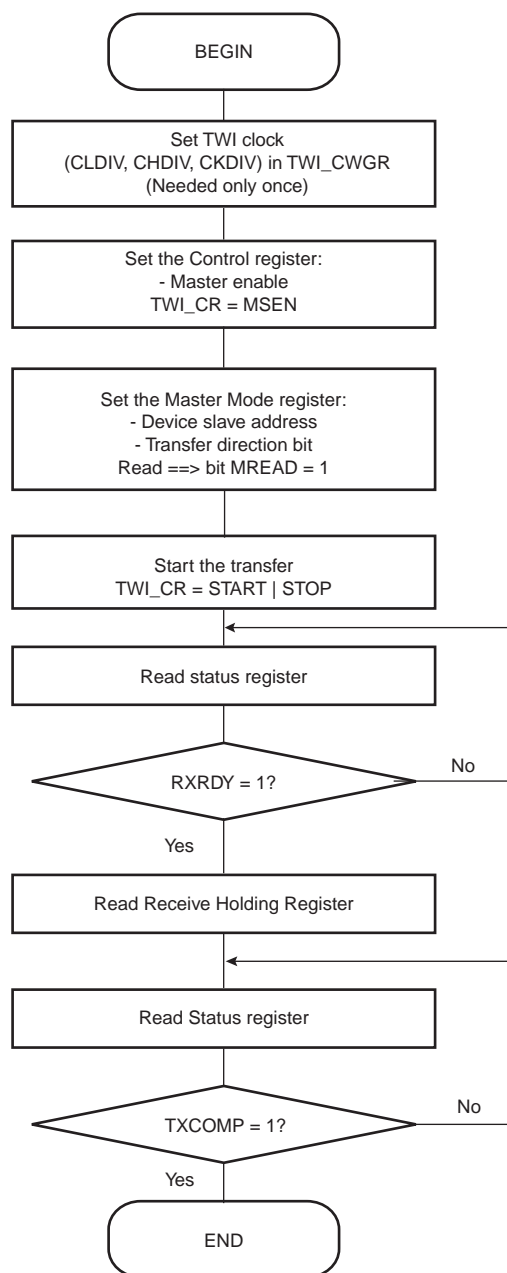 BEGIN
Set TWI clock
(CLDIV, CHDIV, CKDIV) in TWI_CWGR
(Needed only once)
Set the Control register:
- Master enable
TWI_CR = MSEN
Set the Master Mode register:
- Device slave address
- Transfer direction bit
Read ==> bit MREAD = 1
Start the transfer
TWI_CR = START | STOP
Read status register
RXRDY = 1?
No
Yes
Read Receive Holding Register
Read Status register
TXCOMP = 1?
No
Yes
END